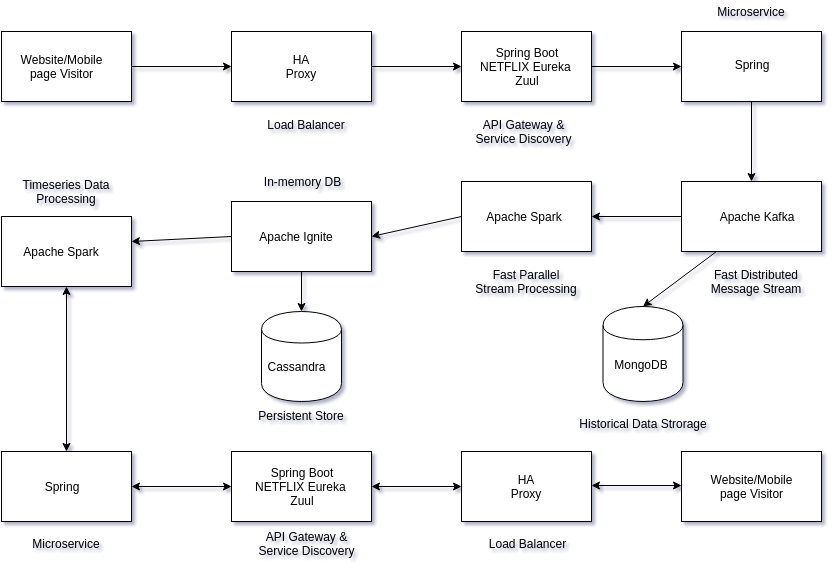 Microservice
Website/Mobile
page Visitor
HA
Proxy
Spring Boot
NETFLIX Eureka
Zuul
Spring
Load Balancer
API Gateway &
Service Discovery
Timeseries Data
Processing
In-memory DB
Apache Spark
Apache Ignite
Apache Spark
Apache Kafka
Fast Parallel
Stream Processing
Fast Distributed
Message Stream
Cassandra
MongoDB
Persistent Store
Historical Data Strorage
Spring
Spring Boot
NETFLIX Eureka
Zuul
HA
Proxy
Website/Mobile
page Visitor
Microservice
API Gateway &
Service Discovery
Load Balancer